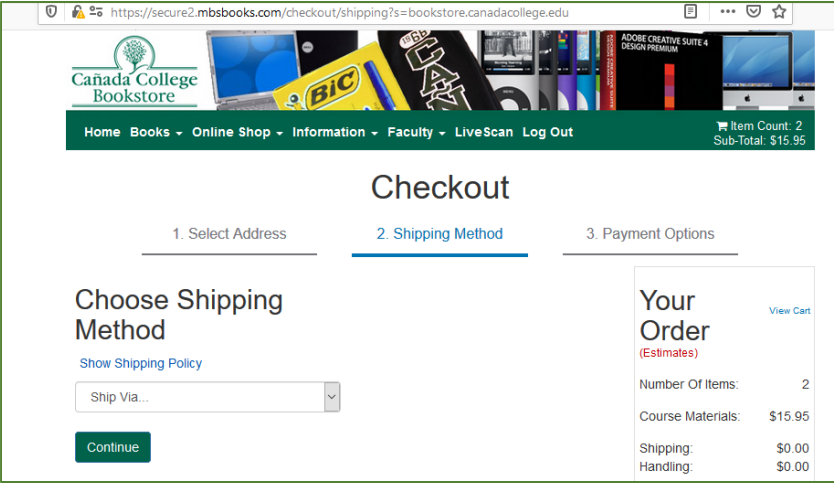 https://secure2.mbsbooks.com/checkout/shipping?s=bookstore.canadacollege.edu
Cañada College
Bookstore
BiC
1966
CAN
ADOBE CREATIVE SUITE 4
DESIGN PREMIUM
Home Books Online Shop Information Faculty LiveScan Log Out
Item Count: 2
Sub-Total: $15.95
Checkout
1. Select Address
2. Shipping Method
3. Payment Options
Choose Shipping
Method
Show Shipping Policy
Ship Via...
Continue
Your
Order
View Cart
(Estimates)
Number Of Items: 2
Course Materials: $15.95
Shipping: $0.00
Handling: $0.00